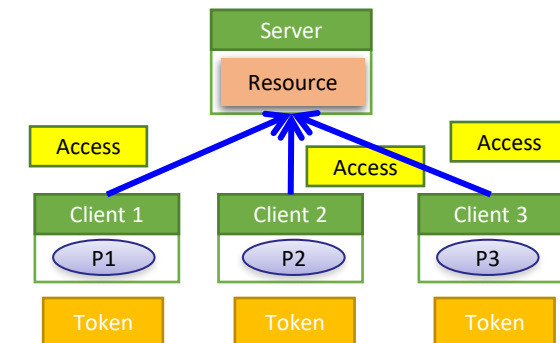 Server
Resource
Access
Access
Access
Client 1
Client 2
Client 3
P1
P2
P3
Token
Token
Token